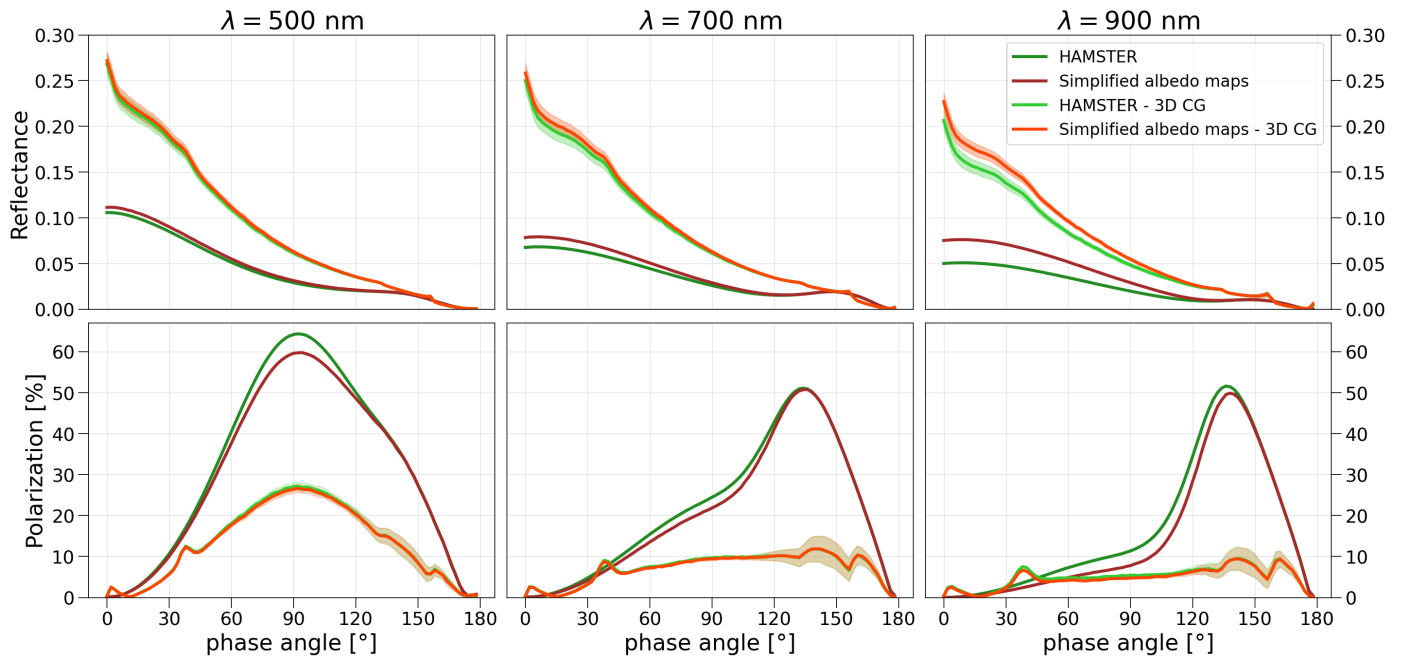 λ = 500 nm
λ = 700 nm
λ = 900 nm
0.30
0.25
0.20
0.15
0.10
0.05
0.00
Reflectance
HAMSTER
Simplified albedo maps
HAMSTER - 3D CG
Simplified albedo maps - 3D CG
0.30
0.25
0.20
0.15
0.10
0.05
0.00
60
50
40
30
20
10
0
Polarization [%]
60
50
40
30
20
10
0
0 30 60 90 120 150 180
0 30 60 90 120 150 180
0 30 60 90 120 150 180
phase angle [°]
phase angle [°]
phase angle [°]